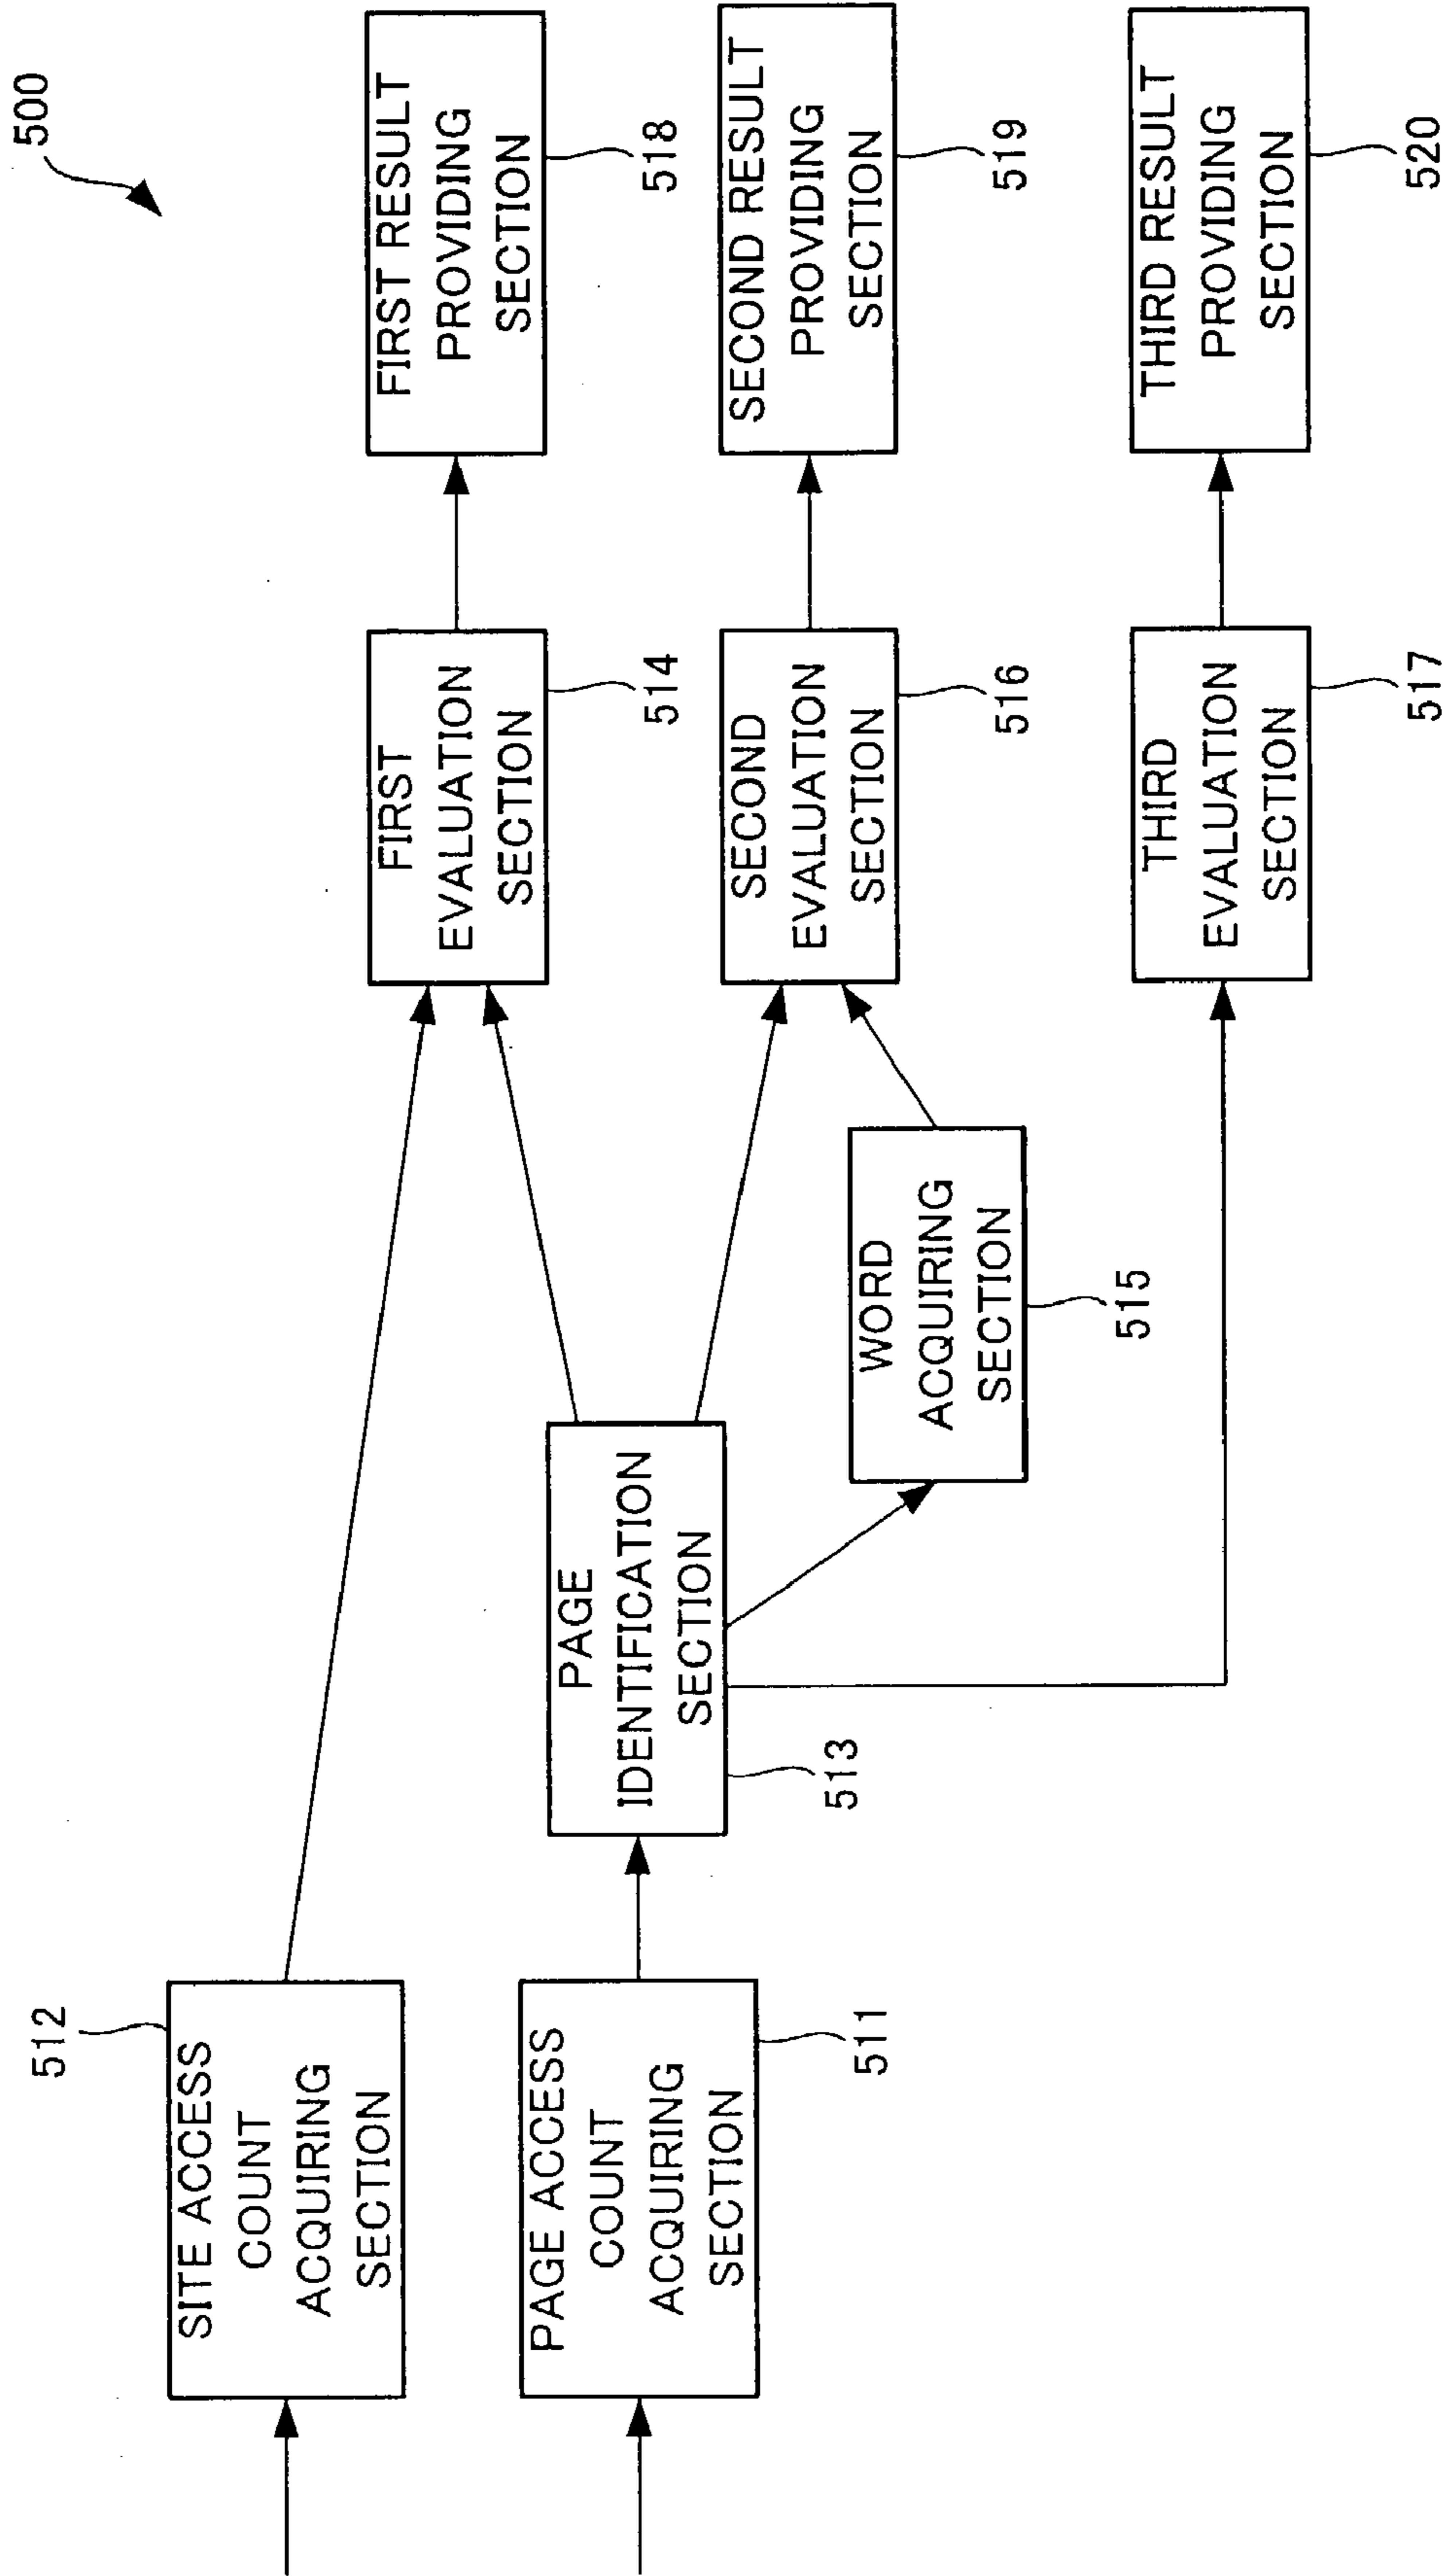 500
SITE ACCESS
COUNT
ACQUIRING
SECTION
512
PAGE ACCESS
COUNT
ACQUIRING
SECTION
511
PAGE
IDENTIFICATION
SECTION
513
WORD
ACQUIRING
SECTION
515
FIRST
EVALUATION
SECTION
514
SECOND
EVALUATION
SECTION
516
THIRD
EVALUATION
SECTION
517
FIRST RESULT
PROVIDING
SECTION
518
SECOND RESULT
PROVIDING
SECTION
519
THIRD RESULT
PROVIDING
SECTION
520